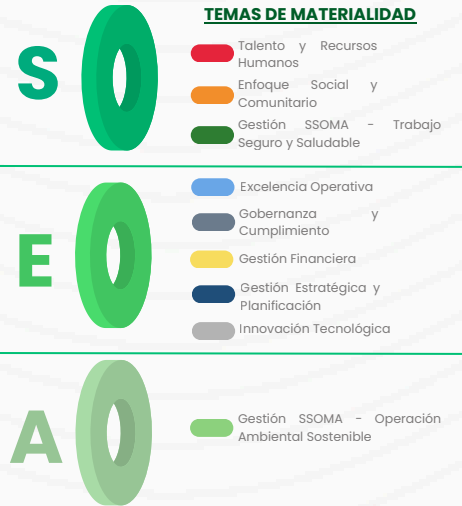 TEMAS DE MATERIALIDAD
S
Talento y Recursos
Humanos
Enfoque Social y
Comunitario
Gestión SSOMA - Trabajo
Seguro y Saludable
E
Excelencia Operativa
Gobernanza y
Cumplimiento
Gestión Financiera
Gestión Estratégica y
Planificación
Innovación Tecnológica
A
Gestión SSOMA - Operación
Ambiental Sostenible